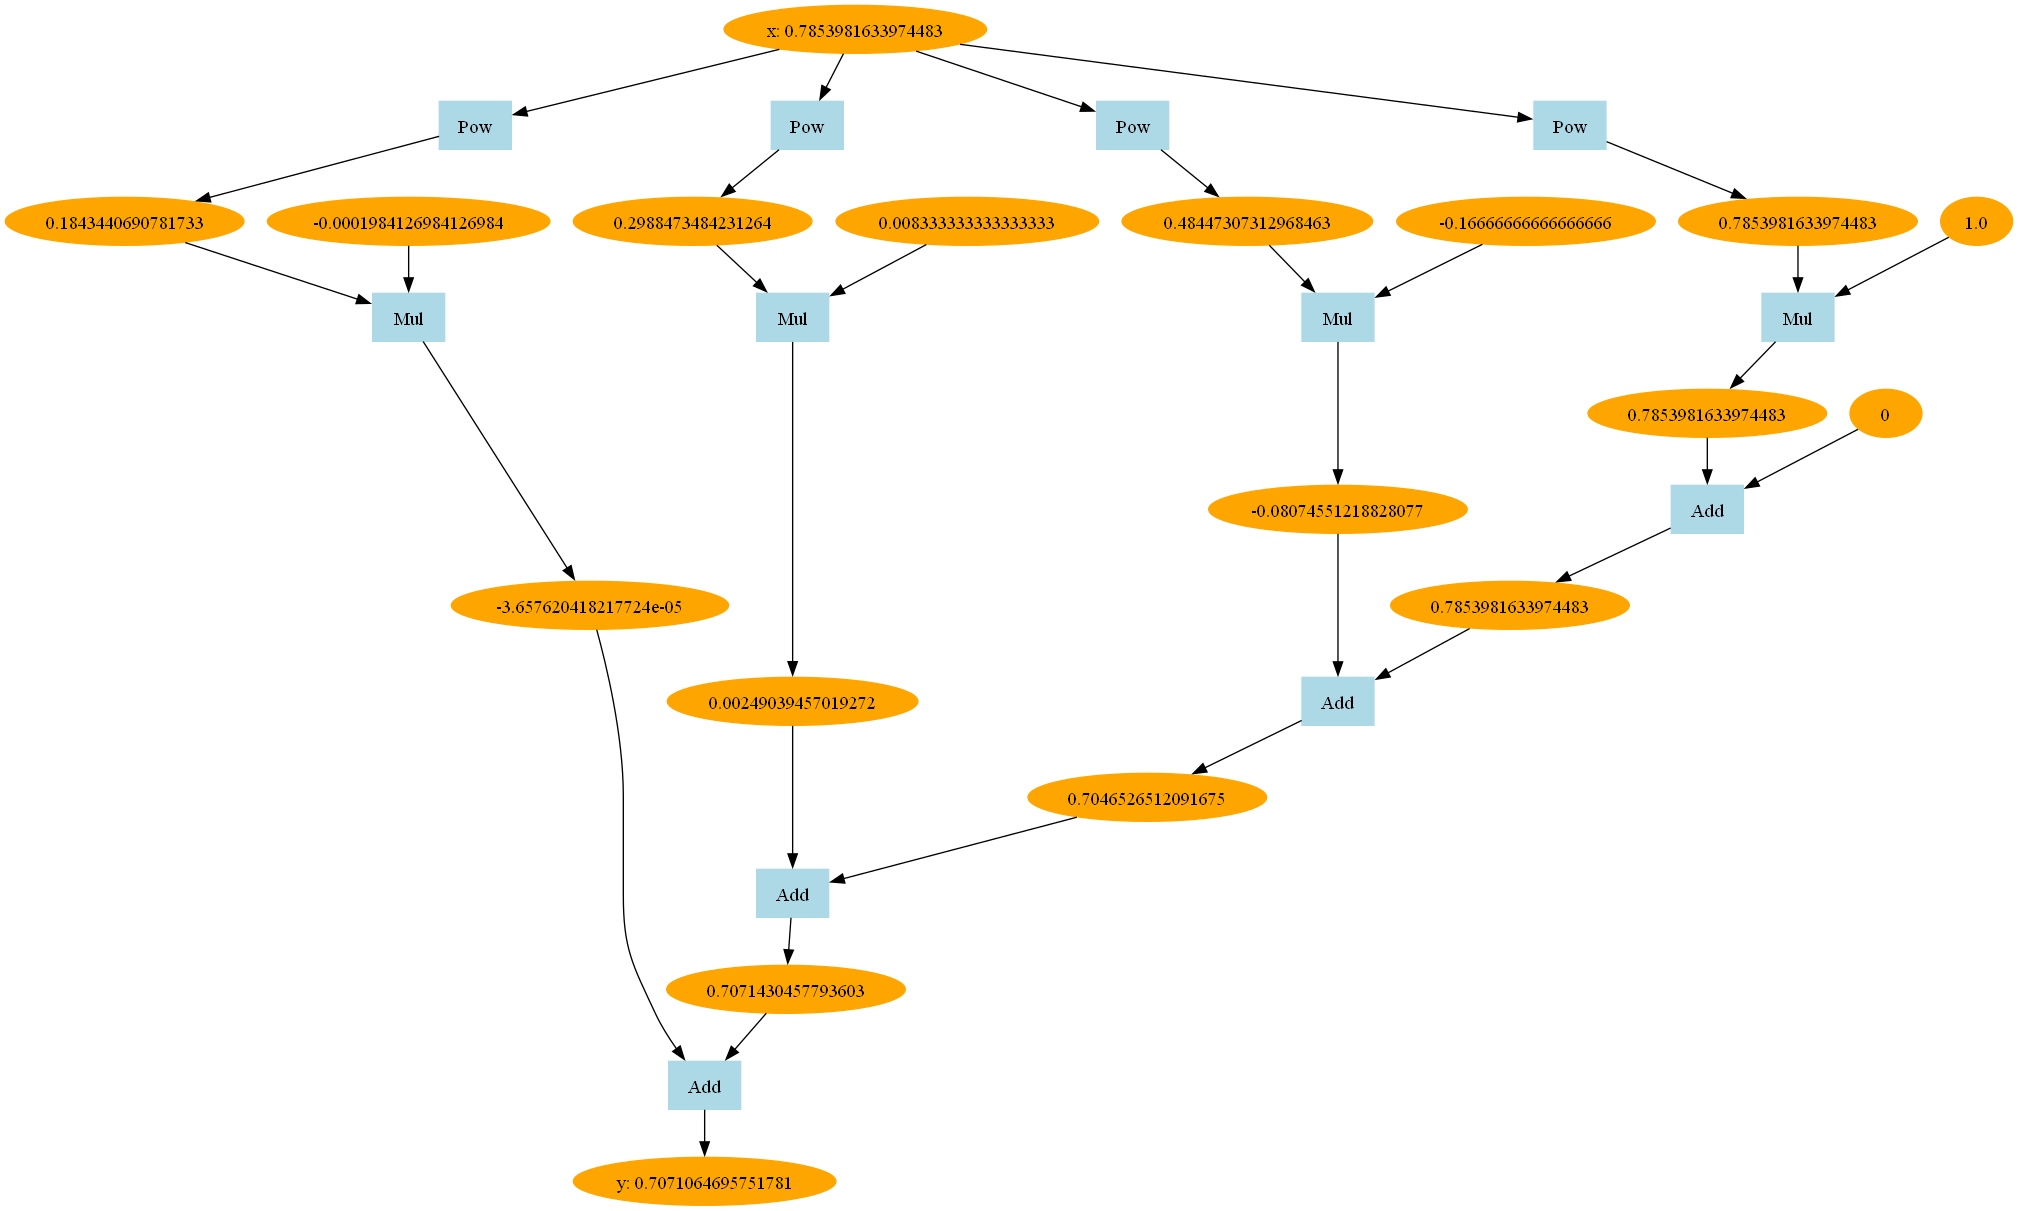 x: 0.7853981633974483
Pow
Pow
Pow
Pow
0.1843440690781733
-0.0001984126984126984
0.2988473484231264
0.008333333333333333
0.48447307312968463
-0.16666666666666666
0.7853981633974483
1.0
Mul
Mul
Mul
Mul
0.7853981633974483
0
-0.08074551218828077
Add
-3.657620418217724e-05
0.7853981633974483
0.00249039457019272
Add
0.7046526512091675
Add
0.7071430457793603
Add
y: 0.7071064695751781